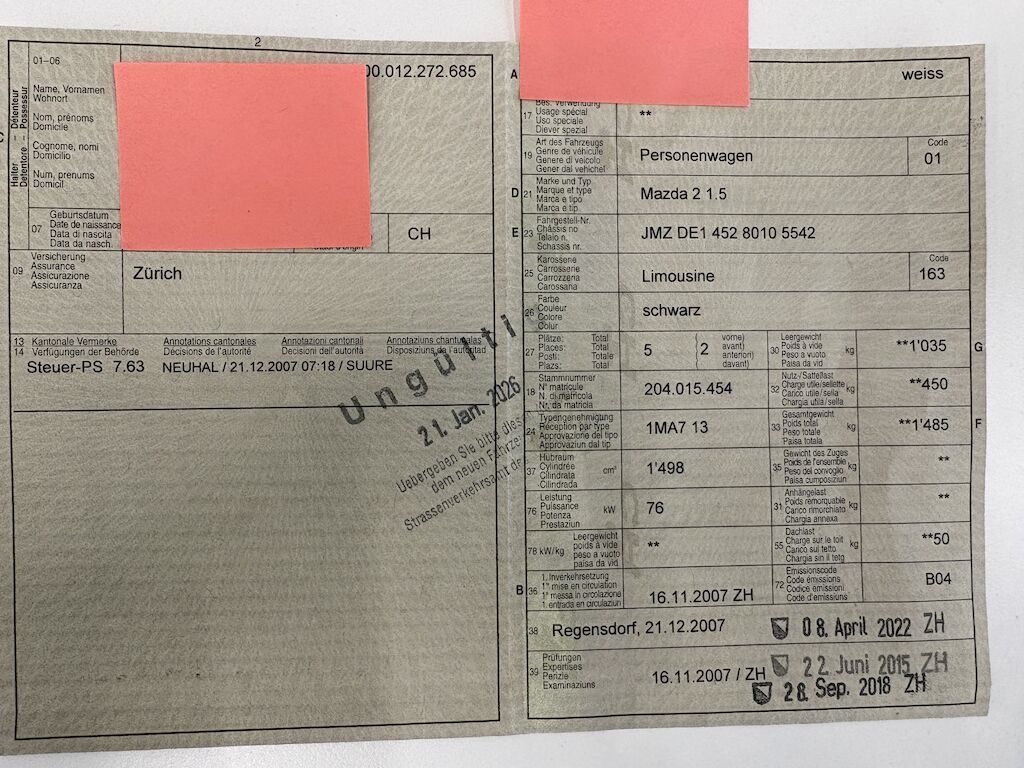 2
01–06
00.012.272.685
Halter – Détenteur
Detentore – Possessur
Name, Vornamen
Wohnort
Nom, prénoms
Domicile
Cognome, nomi
Domicilio
Num, prenums
Domicil
07
Geburtsdatum
Date de naissance
Data di nascita
Data da nasch.
CH
09
Versicherung
Assurance
Assicurazione
Assicuranza
Zürich
13 Kantonale Vermerke Annotations cantonales Annotazioni cantonali Annotaziuns chantunalas
14 Verfügungen der Behörde Décisions de l'autorité Decisioni dell'autorità Disposiziuns da l'autoritad
Steuer-PS 7.63 NEUHAL / 21.12.2007 07:18 / SUURE
ungülti
21. Jan. 2026
Uebergeben Sie bitte dies
dem neuen Fahrze
Strassenverkehrsamt de
A
weiss
17
Bes. Verwendung
Usage spécial
Uso speciale
Diever spezial
**
19
Art des Fahrzeugs
Genre de véhicule
Genere di veicolo
Gener dal vehichel
Personenwagen
Code
01
D 21
Marke und Typ
Marque et type
Marca e tipo
Marca e tip
Mazda 2 1.5
E 23
Fahrgestell-Nr.
Châssis no
Telaio n.
Schassis nr.
JMZ DE1 452 8010 5542
25
Karosserie
Carrosserie
Carrozzeria
Carossaria
Limousine
Code
163
26
Farbe
Couleur
Colore
Colur
schwarz
27
Plätze: Total
Places: Total
Posti: Totale
Plazs: Total
5
vorne)
avant)
anteriori)
davant)
2
30
Leergewicht
Poids à vide
Peso a vuoto
Paisa da vid
kg
**1'035
G
18
Stammnummer
N° matricule
N. di matricola
Nr. da matricla
204.015.454
32
Nutz-/Sattellast
Charge utile/sellette
Carico utile/sella
Chargia utila/sella
kg
**450
24
Typengenehmigung
Réception par type
Approvazione del tipo
Approvaziun dal tip
1MA7 13
33
Gesamtgewicht
Poids total
Peso totale
Paisa totala
kg
**1'485
F
37
Hubraum
Cylindrée
Cilindrata
Cilindrada
cm³
1'498
35
Gewicht des Zuges
Poids de l'ensemble
Peso del convoglio
Paisa cumposiziun
kg
**
76
Leistung
Puissance
Potenza
Prestaziun
kW
76
31
Anhängelast
Poids remorquable
Carico rimorchiato
Chargia annexa
kg
**
78 kW/kg
Leergewicht
poids à vide
peso a vuoto
paisa da vid
**
55
Dachlast
Charge sur le toit
Carico sul tetto
Chargia sin il tetg
kg
**50
B 36
1. Inverkehrsetzung
1re mise en circulation
1a messa in circolazione
1. entrada en circulaziun
16.11.2007 ZH
72
Emissionscode
Code émissions
Codice emissioni
Code d'emissiuns
B04
38
Regensdorf, 21.12.2007
08. April 2022 ZH
39
Prüfungen
Expertises
Perizie
Examinaziuns
16.11.2007 / ZH
22. Juni 2015 ZH
28. Sep. 2018 ZH